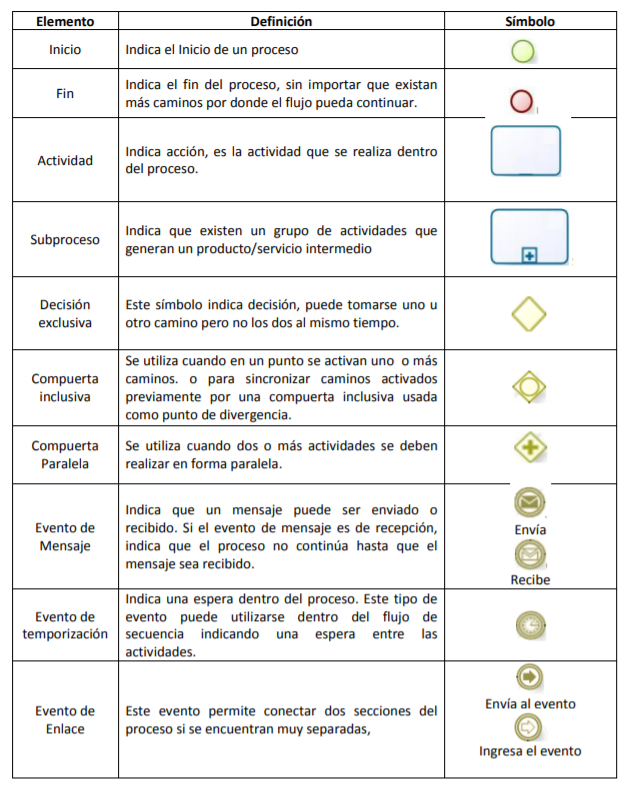 Elemento Definición Símbolo
Inicio Indica el Inicio de un proceso
Fin
Indica el fin del proceso, sin importar que existan
más caminos por donde el flujo pueda continuar.
Actividad
Indica acción, es la actividad que se realiza dentro
del proceso.
Subproceso
Indica que existen un grupo de actividades que
generan un producto/servicio intermedio
Decisión
exclusiva
Este símbolo indica decisión, puede tomarse uno u
otro camino pero no los dos al mismo tiempo.
Compuerta
inclusiva
Se utiliza cuando en un punto se activan uno o más
caminos. o para sincronizar caminos activados
previamente por una compuerta inclusiva usada
como punto de divergencia.
Compuerta
Paralela
Se utiliza cuando dos o más actividades se deben
realizar en forma paralela.
Evento de
Mensaje
Indica que un mensaje puede ser enviado o
recibido. Si el evento de mensaje es de recepción,
indica que el proceso no continúa hasta que el
mensaje sea recibido.
Envía
Recibe
Evento de
temporización
Indica una espera dentro del proceso. Este tipo de
evento puede utilizarse dentro del flujo de
secuencia indicando una espera entre las
actividades.
Evento de
Enlace
Este evento permite conectar dos secciones del
proceso si se encuentran muy separadas,
Envía al evento
Ingresa el evento